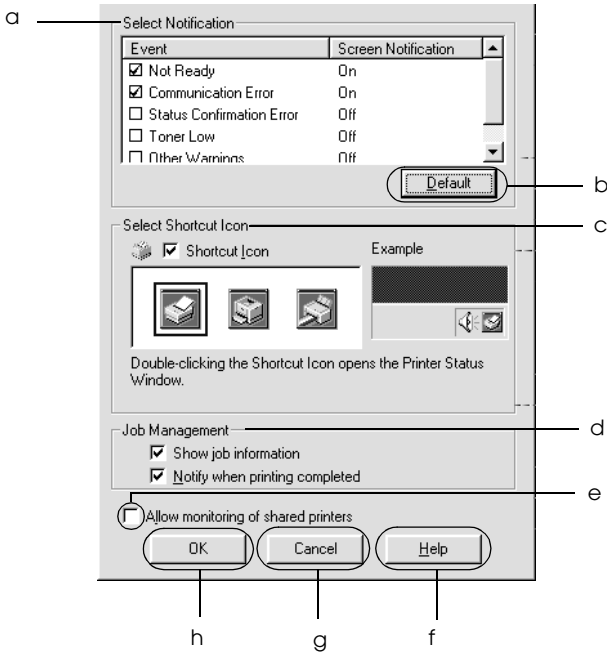 a
Select Notification
Event Screen Notification
Not Ready On
Communication Error On
Status Confirmation Error Off
Toner Low Off
Other Warnings Off
Default
b
Select Shortcut Icon
c
Shortcut Icon
Example
Double-clicking the Shortcut Icon opens the Printer Status
Window.
Job Management
d
Show job information
Notify when printing completed
e
Allow monitoring of shared printers
OK Cancel Help
h g f